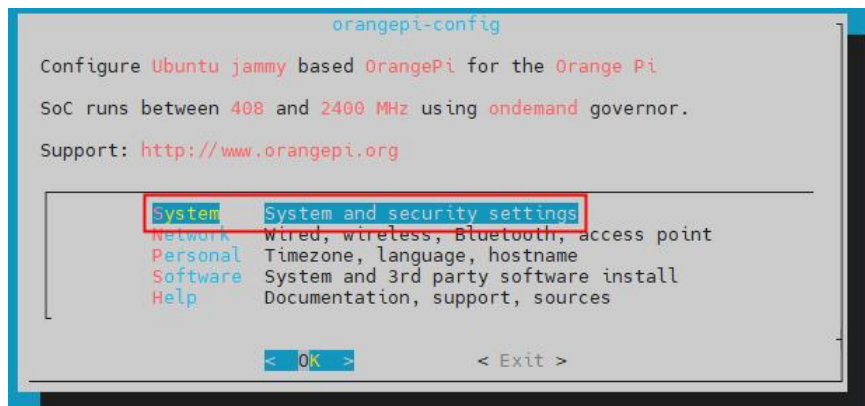 orangepi-config
Configure Ubuntu jammy based OrangePi for the Orange Pi
SoC runs between 408 and 2400 MHz using ondemand governor.
Support: http://www.orangepi.org
System System and security settings
Network Wired, wireless, Bluetooth, access point
Personal Timezone, language, hostname
Software System and 3rd party software install
Help Documentation, support, sources
< OK > < Exit >